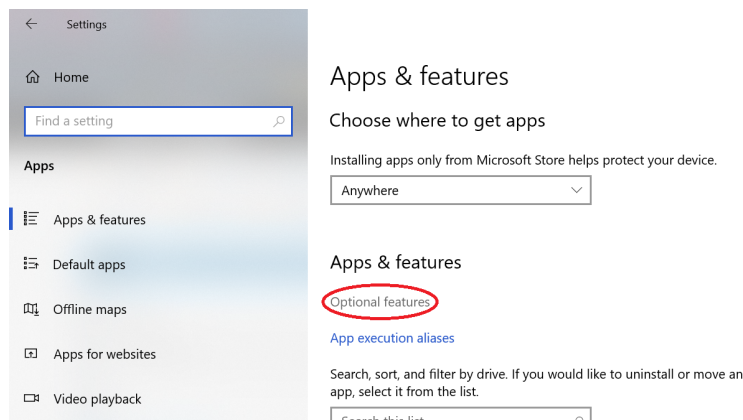 Settings
Home
Find a setting
Apps
Apps & features
Default apps
Offline maps
Apps for websites
Video playback
Apps & features
Choose where to get apps
Installing apps only from Microsoft Store helps protect your device.
Anywhere
Apps & features
Optional features
App execution aliases
Search, sort, and filter by drive. If you would like to uninstall or move an
app, select it from the list.
Search this list